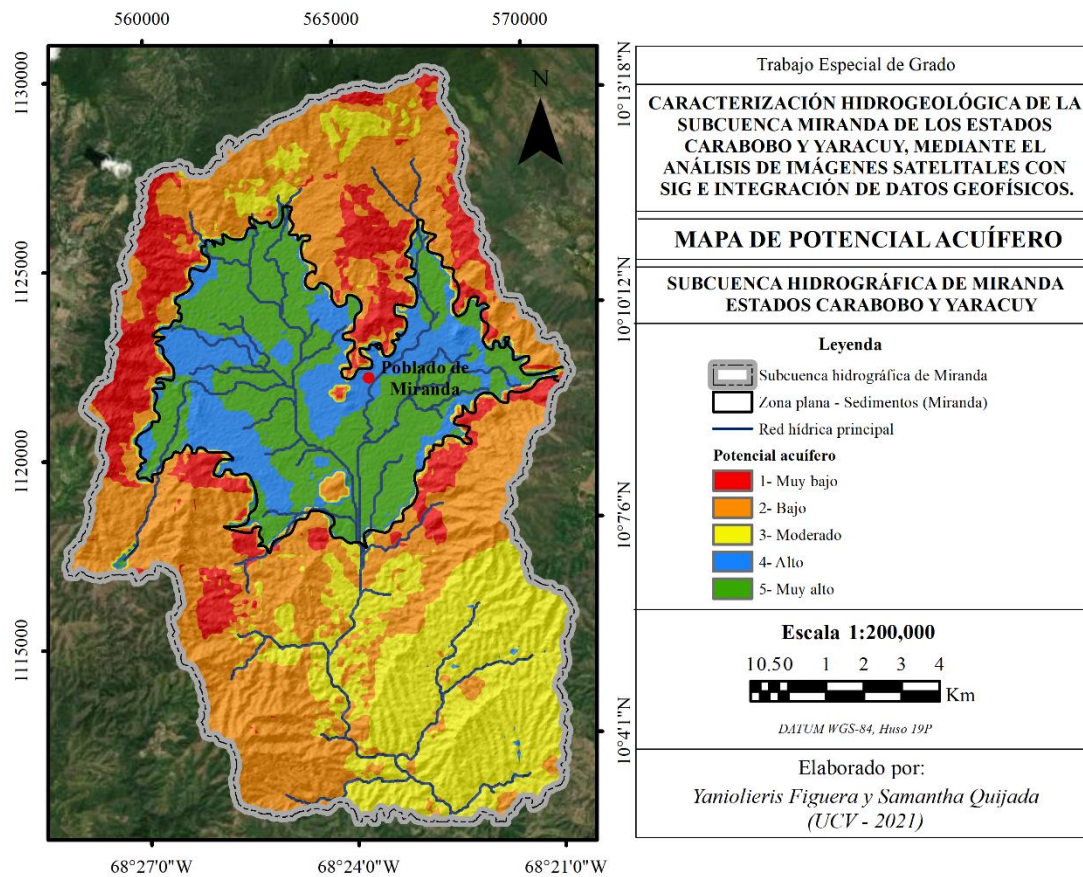 560000
565000
570000
1130000
1125000
1120000
1115000
10°13'18"N
10°10'12"N
10°7'6"N
10°4'1"N
68°27'0"W
68°24'0"W
68°21'0"W
N
Poblado de
Miranda
Trabajo Especial de Grado
CARACTERIZACIÓN HIDROGEOLÓGICA DE LA
SUBCUENCA MIRANDA DE LOS ESTADOS
CARABOBO Y YARACUY, MEDIANTE EL
ANÁLISIS DE IMÁGENES SATELITALES CON
SIG E INTEGRACIÓN DE DATOS GEOFÍSICOS.
MAPA DE POTENCIAL ACUÍFERO
SUBCUENCA HIDROGRÁFICA DE MIRANDA
ESTADOS CARABOBO Y YARACUY
Leyenda
Subcuenca hidrográfica de Miranda
Zona plana - Sedimentos (Miranda)
Red hídrica principal
Potencial acuífero
1- Muy bajo
2- Bajo
3- Moderado
4- Alto
5- Muy alto
Escala 1:200,000
10.50 1 2 3 4
Km
DATUM WGS-84, Huso 19P
Elaborado por:
Yaniolieris Figuera y Samantha Quijada
(UCV - 2021)